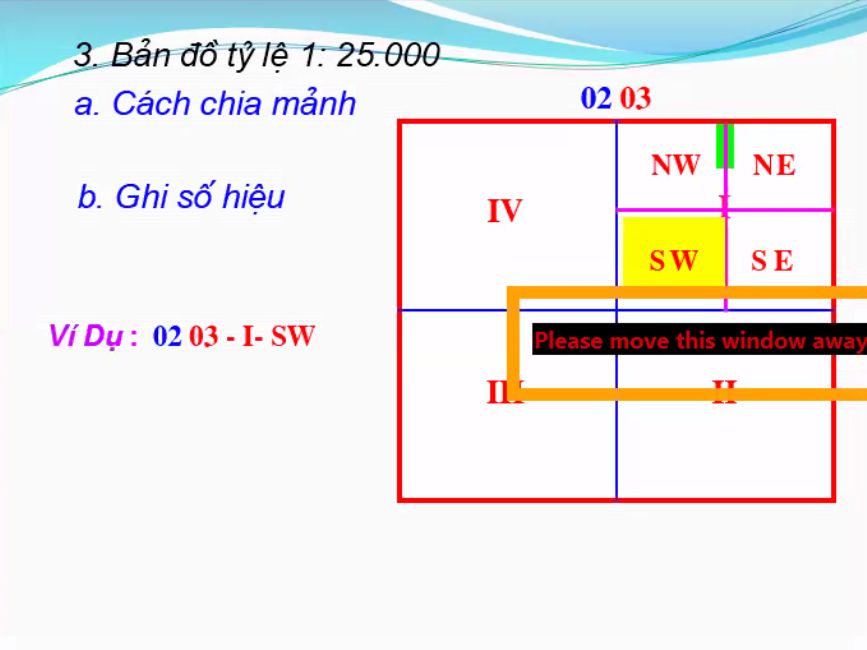 3. Bản đồ tỷ lệ 1: 25.000
a. Cách chia mảnh
02 03
NW NE
b. Ghi số hiệu
IV
I
SW SE
Ví Dụ : 02 03 - I- SW
Please move this window away
III
II